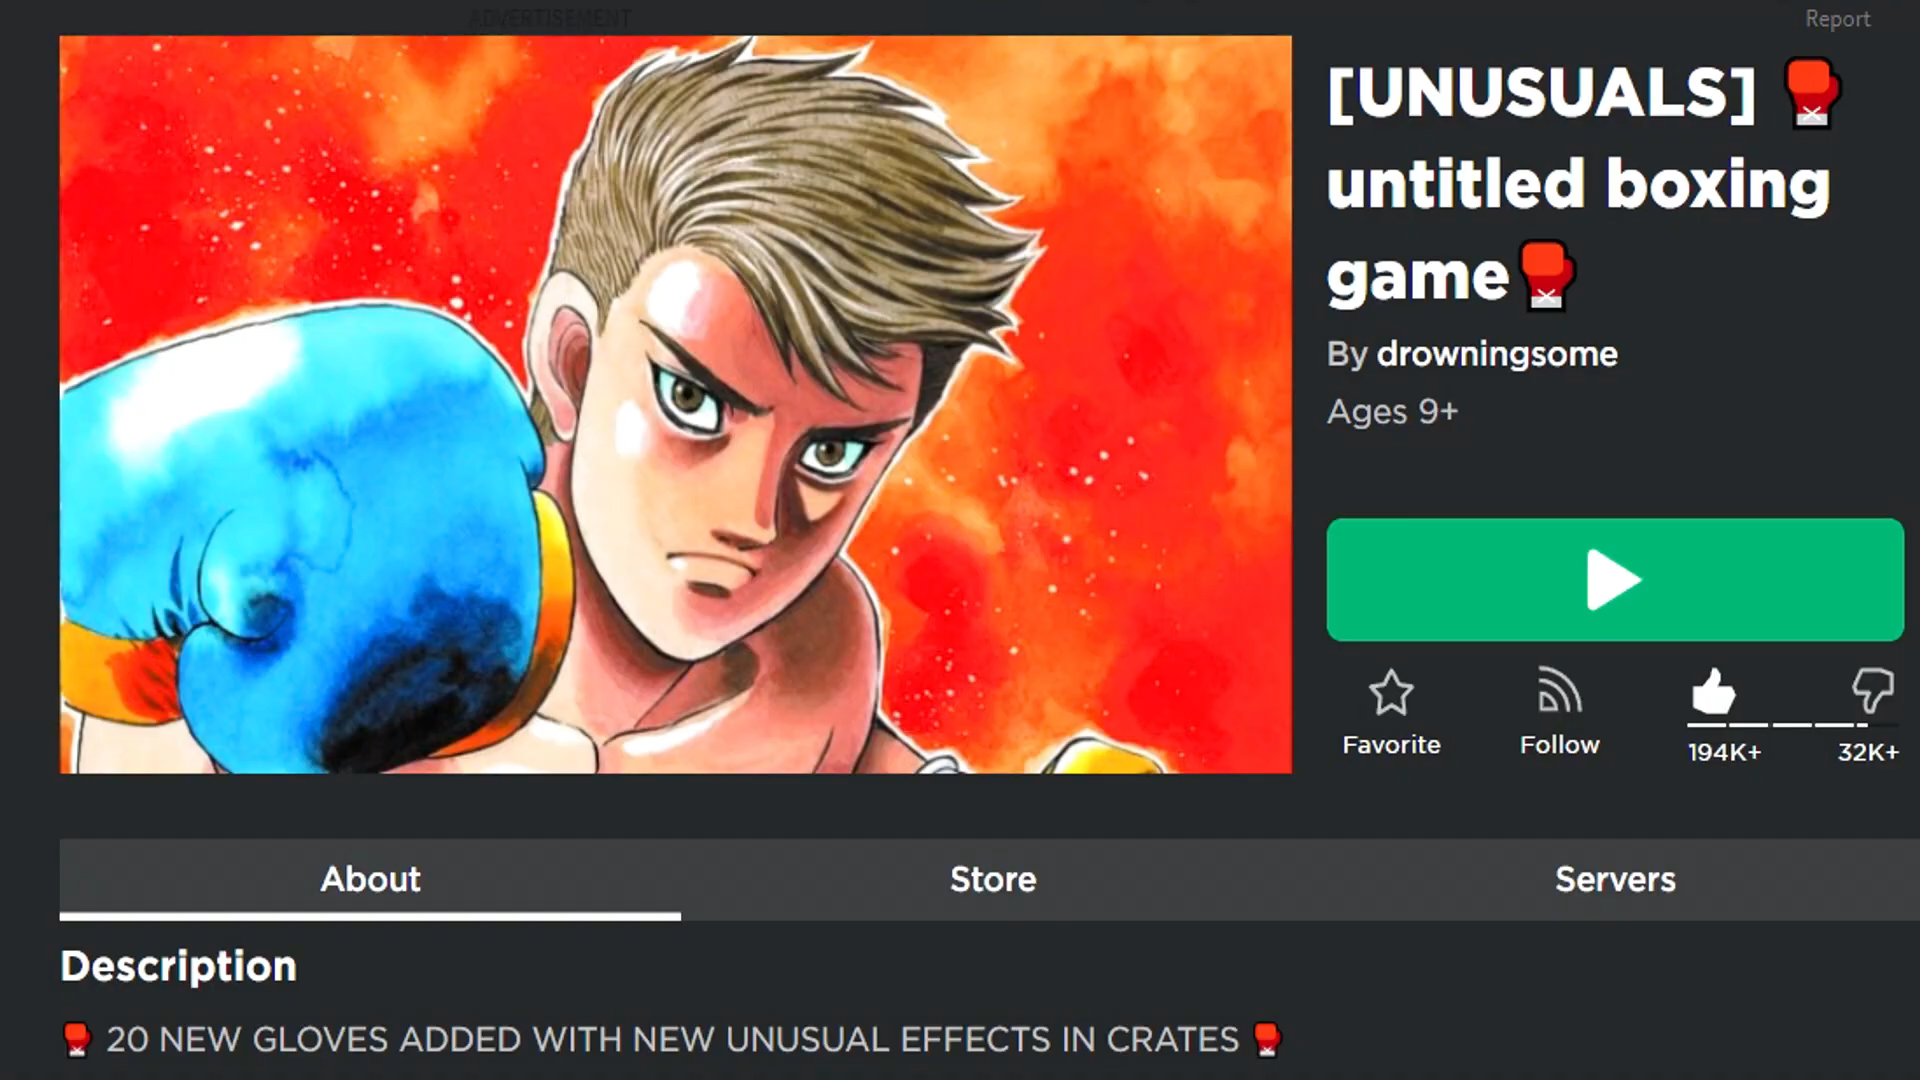 ADVERTISEMENT
Report
[UNUSUALS] 🥊
untitled boxing
game🥊
By drowningsome
Ages 9+
Favorite
Follow
194K+
32K+
About
Store
Servers
Description
🥊 20 NEW GLOVES ADDED WITH NEW UNUSUAL EFFECTS IN CRATES 🥊